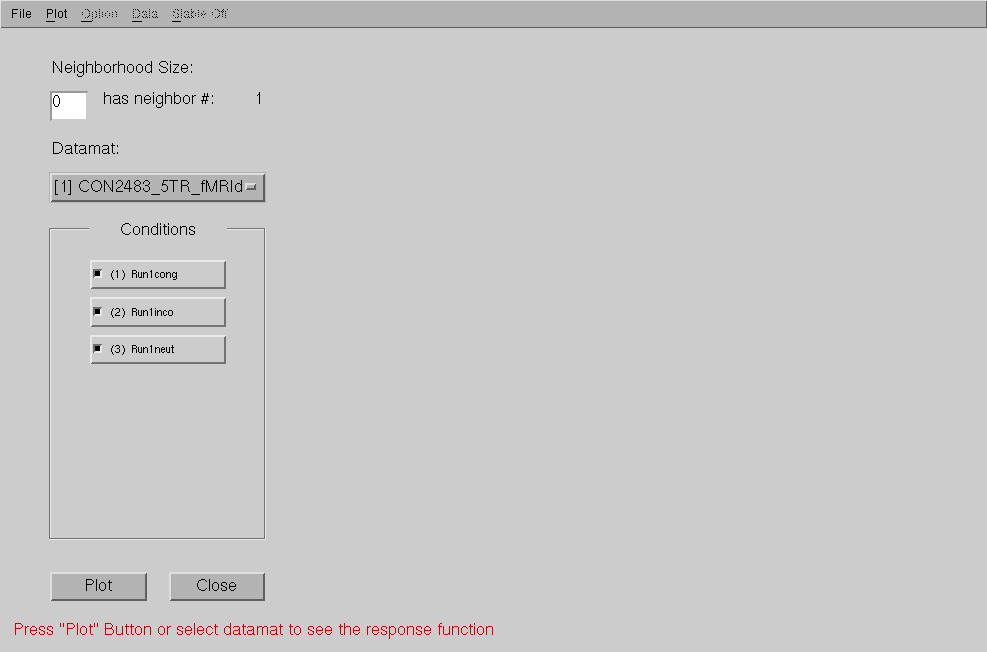 File Plot Option Data Stable Off
Neighborhood Size:
0 has neighbor #: 1
Datamat:
[1] CON2483_5TR_fMRId
Conditions
(1) Run1cong
(2) Run1inco
(3) Run1neut
Plot Close
Press "Plot" Button or select datamat to see the response function